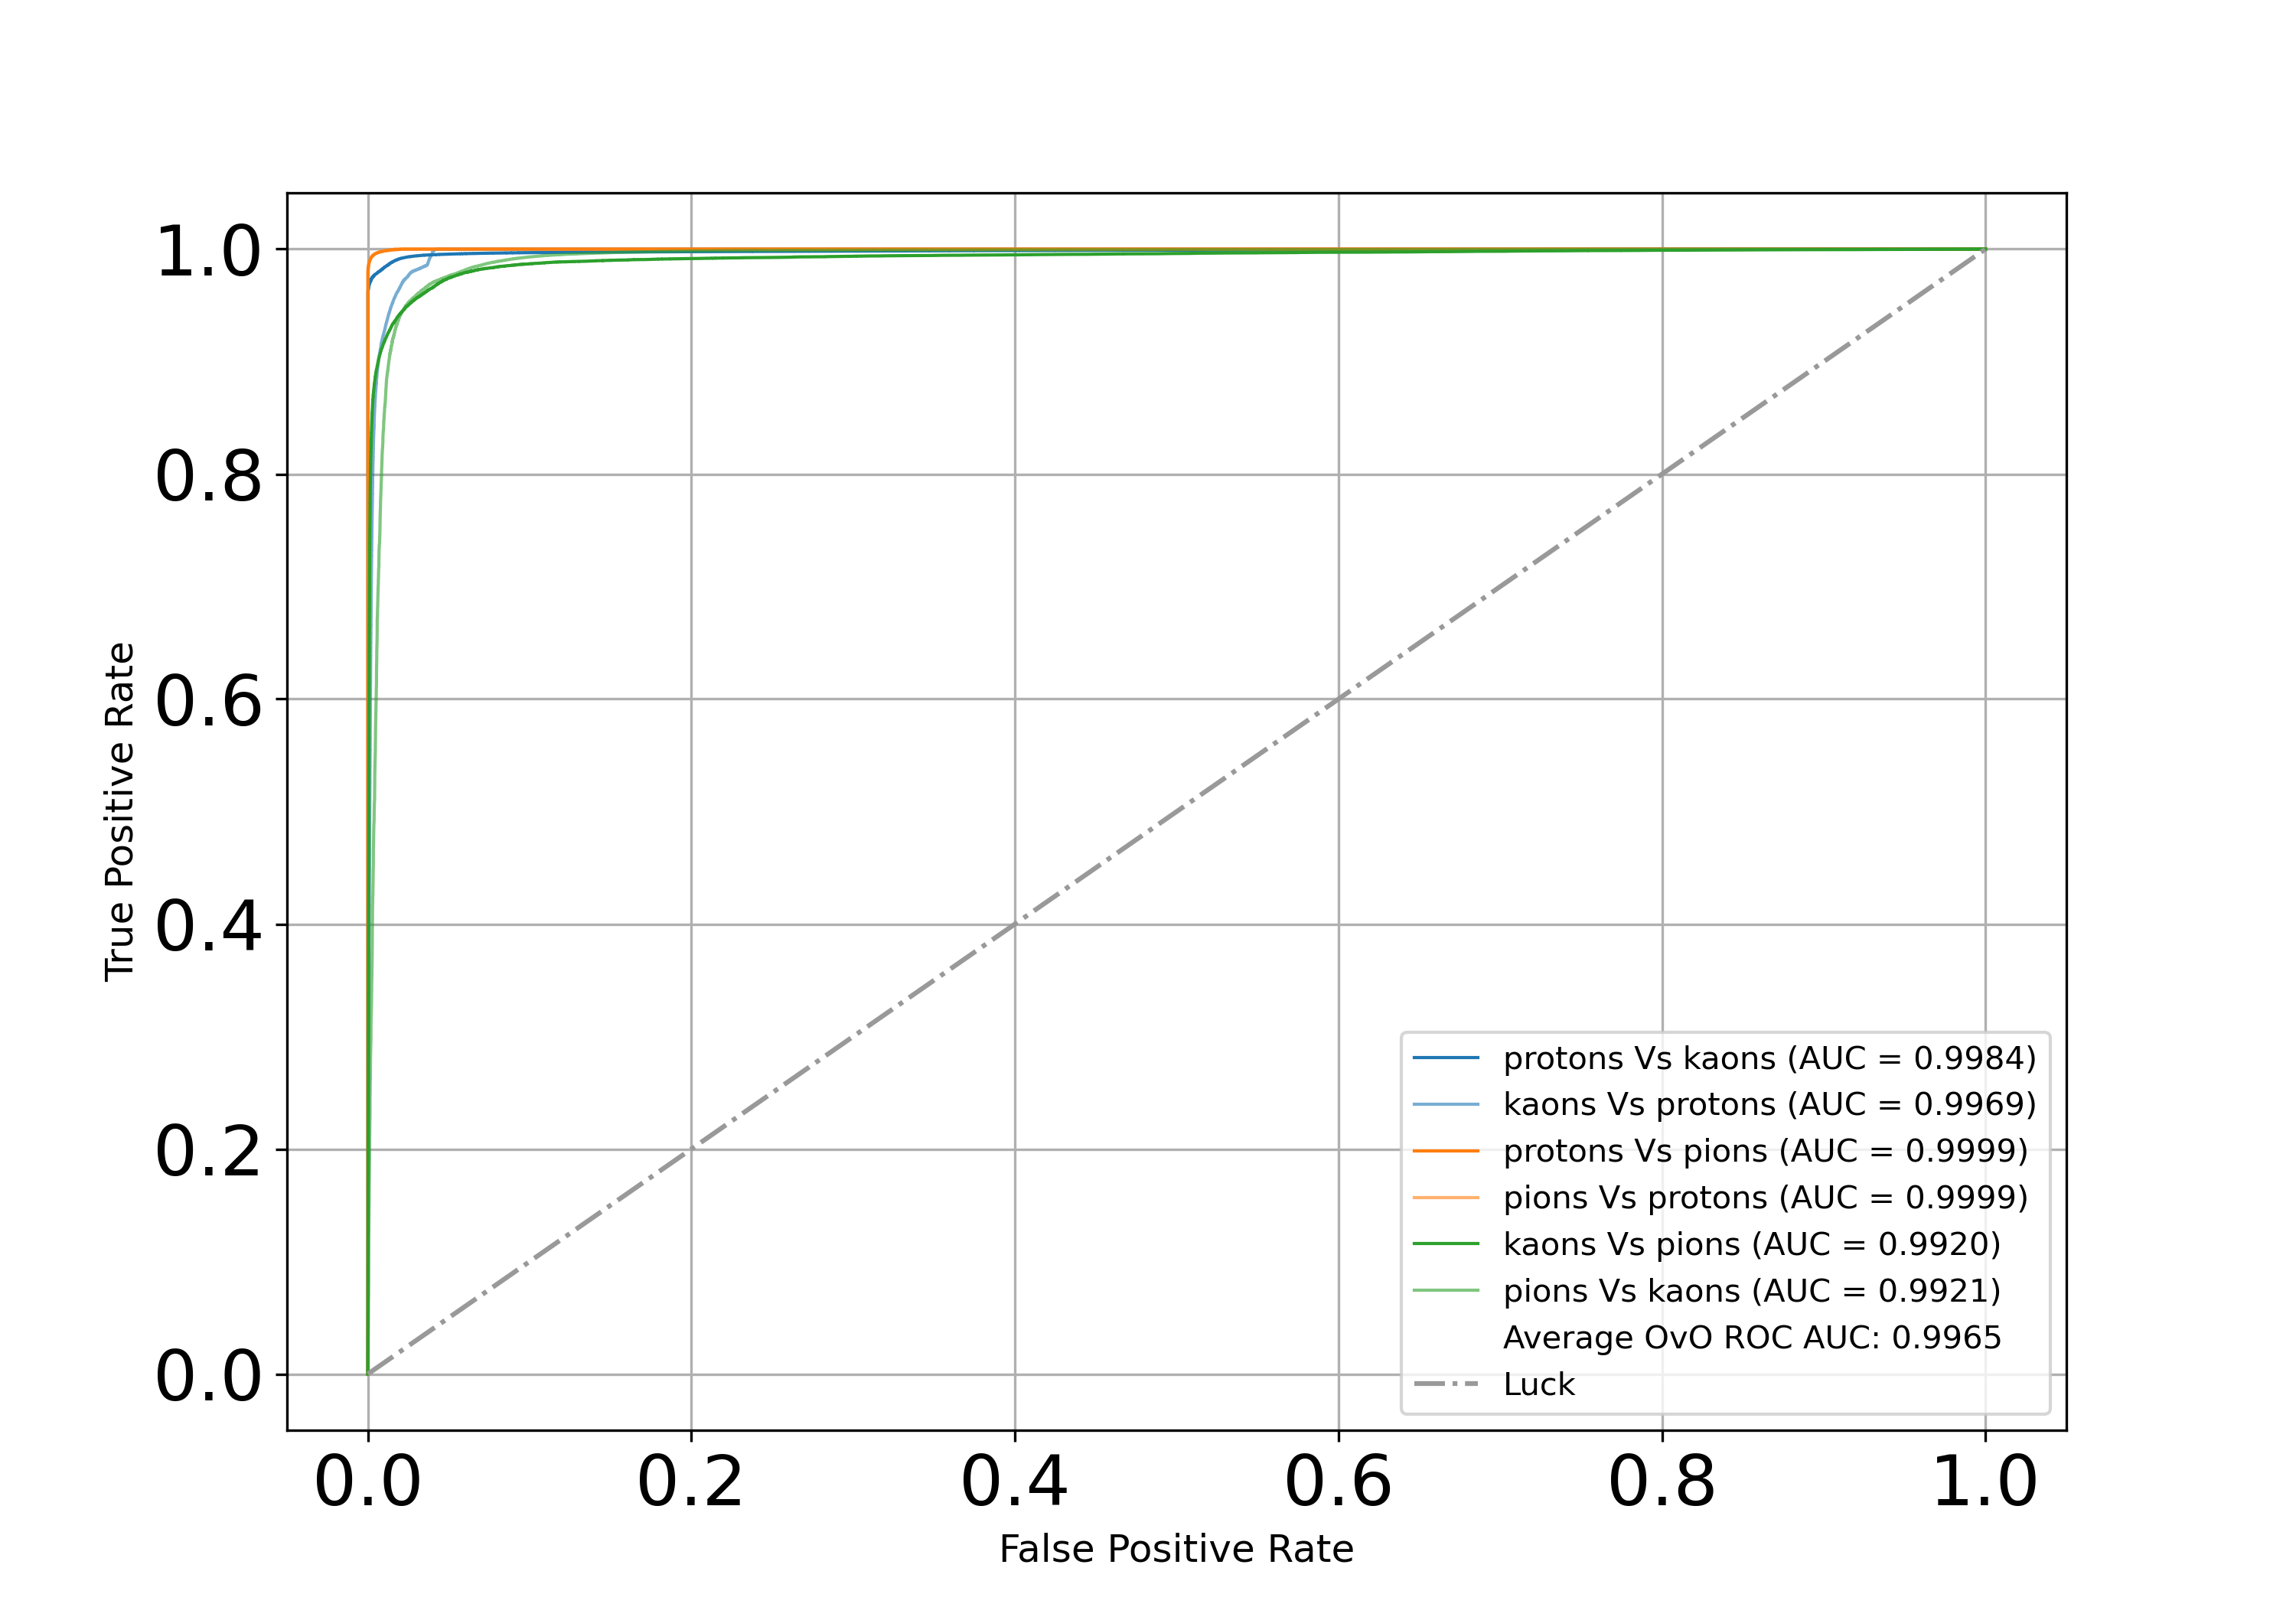 1.0
0.8
0.6
0.4
0.2
0.0
True Positive Rate
protons Vs kaons (AUC = 0.9984)
kaons Vs protons (AUC = 0.9969)
protons Vs pions (AUC = 0.9999)
pions Vs protons (AUC = 0.9999)
kaons Vs pions (AUC = 0.9920)
pions Vs kaons (AUC = 0.9921)
Average OvO ROC AUC: 0.9965
Luck
0.0 0.2 0.4 0.6 0.8 1.0
False Positive Rate